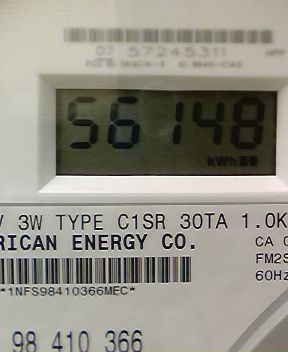 07 57245311
56148
kWh
V 3W TYPE C1SR 30TA 1.0K
RICAN ENERGY CO.
CA 0
FM2S
60Hz
*1NFS98410366MEC*
98 410 366